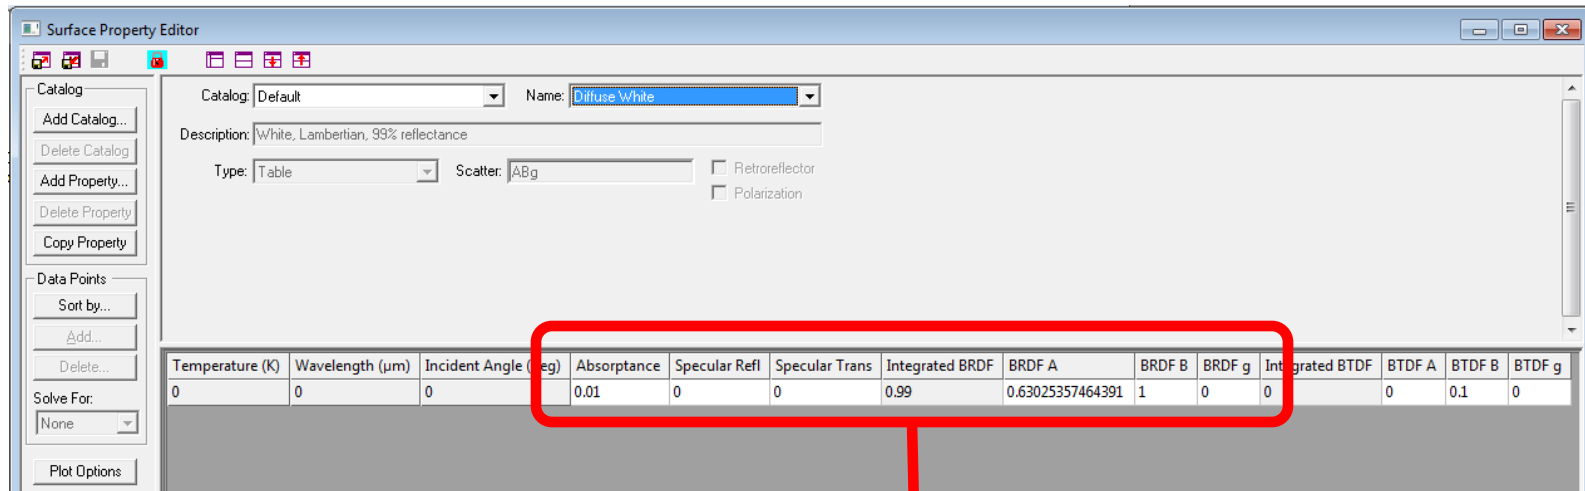 Surface Property Editor
Catalog
Add Catalog...
Delete Catalog
Add Property...
Delete Property
Copy Property
Data Points
Sort by...
Add...
Delete...
Solve For:
None
Plot Options
Catalog: Default Name: Diffuse White
Description: White, Lambertian, 99% reflectance
Type: Table Scatter: ABg Retroreflector
Polarization
Temperature (K) Wavelength (µm) Incident Angle ( eg) Absorptance Specular Refl Specular Trans Integrated BRDF BRDF A BRDF B BRDF g Int grated BTDF BTDF A BTDF B BTDF g
0 0 0 0.01 0 0 0.99 0.63025357464391 1 0 0 0 0.1 0